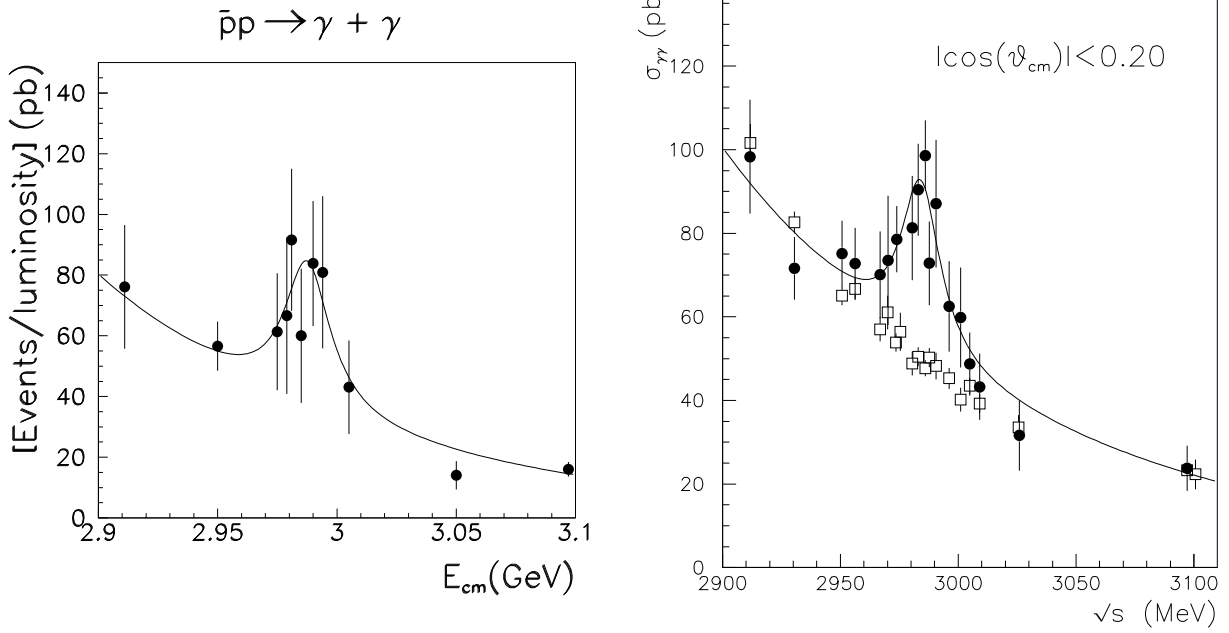 p̄p → γ + γ
[Events/luminosity] (pb)
140
120
100
80
60
40
20
0
2.9 2.95 3 3.05 3.1
E_cm(GeV)
σ_γγ (pb
|cos(ϑ_cm)|<0.20
120
100
80
60
40
20
0
2900 2950 3000 3050 3100
√s (MeV)